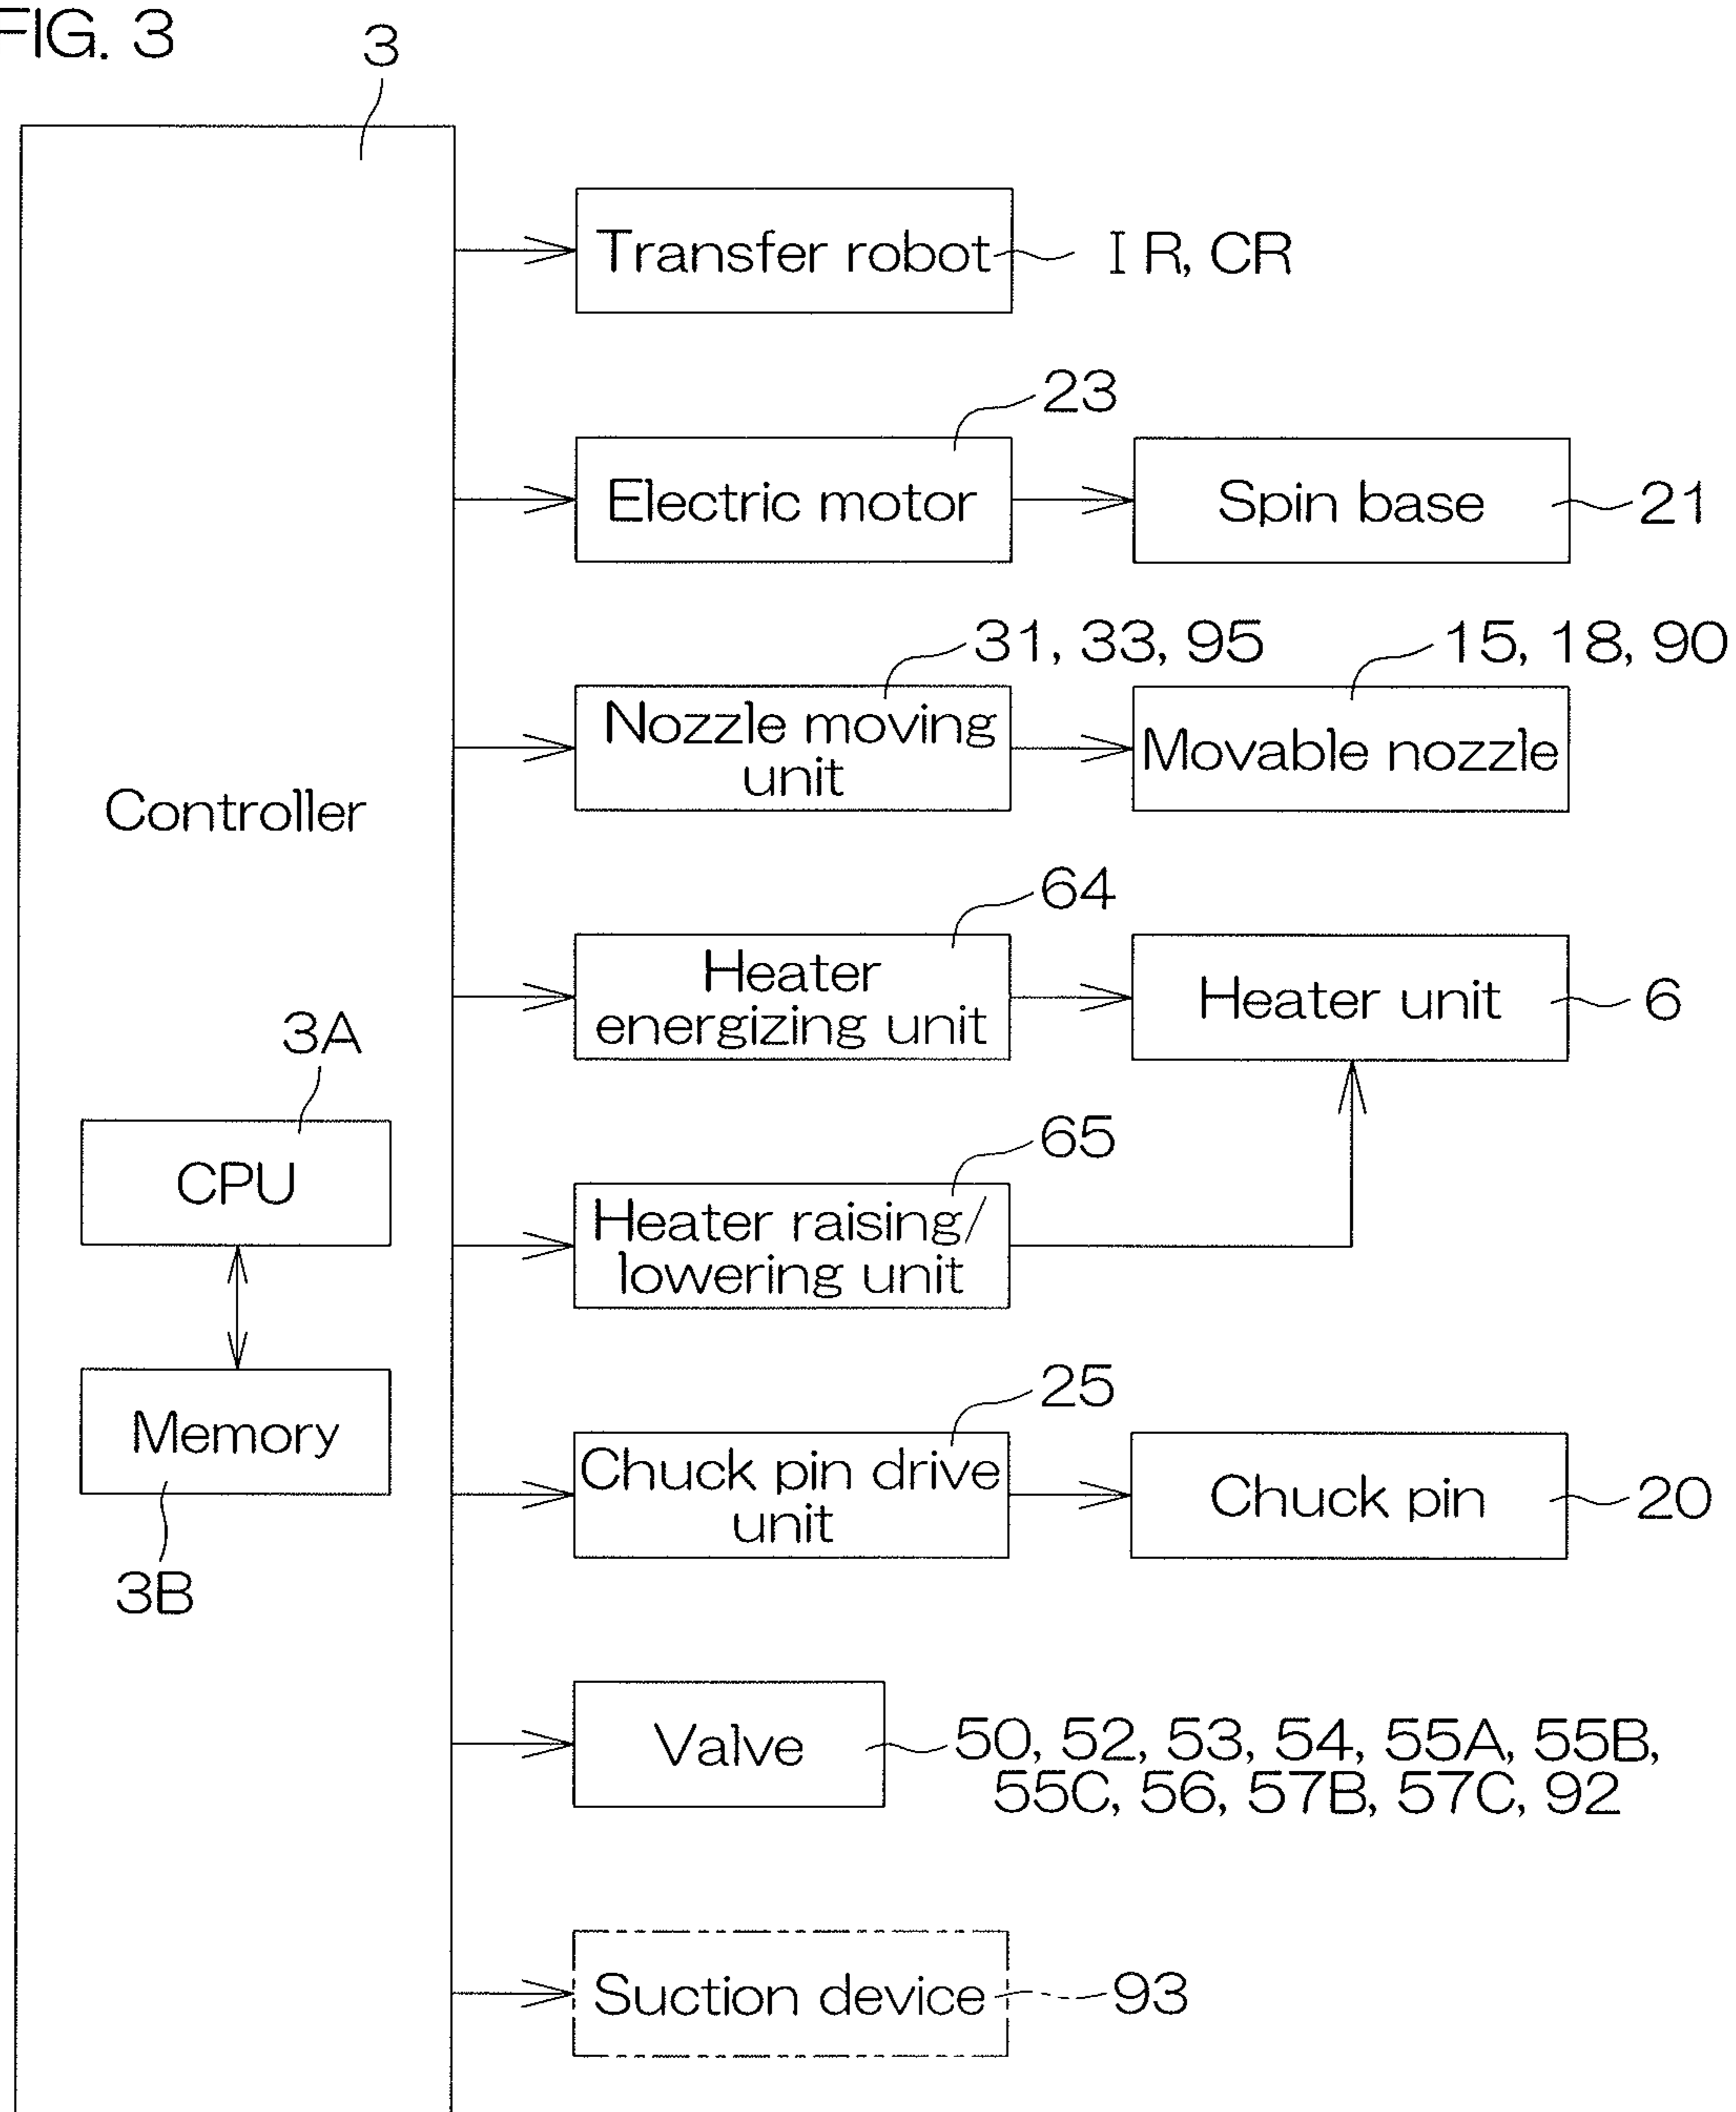 FIG. 3
3
Transfer robot
IR, CR
23
Electric motor
Spin base
21
31, 33, 95
15, 18, 90
Nozzle moving
unit
Movable nozzle
Controller
64
Heater
energizing unit
Heater unit
6
3A
CPU
65
Heater raising/
lowering unit
Memory
3B
25
Chuck pin drive
unit
Chuck pin
20
Valve
50, 52, 53, 54, 55A, 55B,
55C, 56, 57B, 57C, 92
Suction device
93